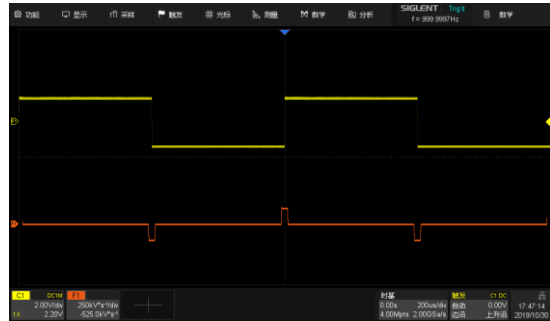 功能 显示 采样 触发 光标 测量 数学 分析 SIGLENT Trig'd 数学
f = 999.9997Hz
C1 DC1M F1 时基 触发 C1 DC
2.00V/div 250kV*s⁻¹/div 0.00s 200us/div 自动 0.00V 17:47:14
1X 2.20V -525.0kV*s⁻¹ 4.00Mpts 2.00GSa/s 边沿 上升沿 2019/10/30